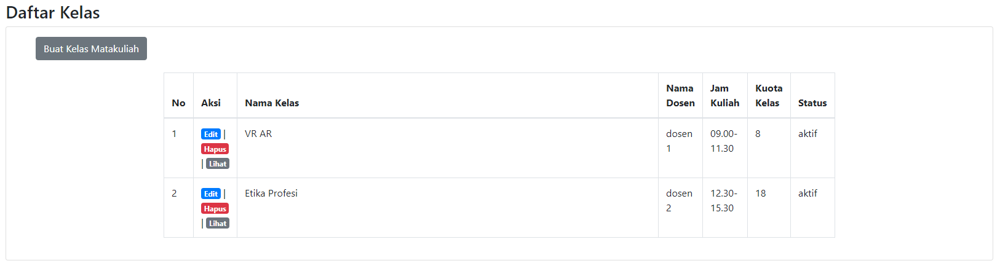 Daftar Kelas
Buat Kelas Matakuliah
No Aksi Nama Kelas Nama Dosen Jam Kuliah Kuota Kelas Status
1 Edit | Hapus | Lihat VR AR dosen 1 09.00-11.30 8 aktif
2 Edit | Hapus | Lihat Etika Profesi dosen 2 12.30-15.30 18 aktif